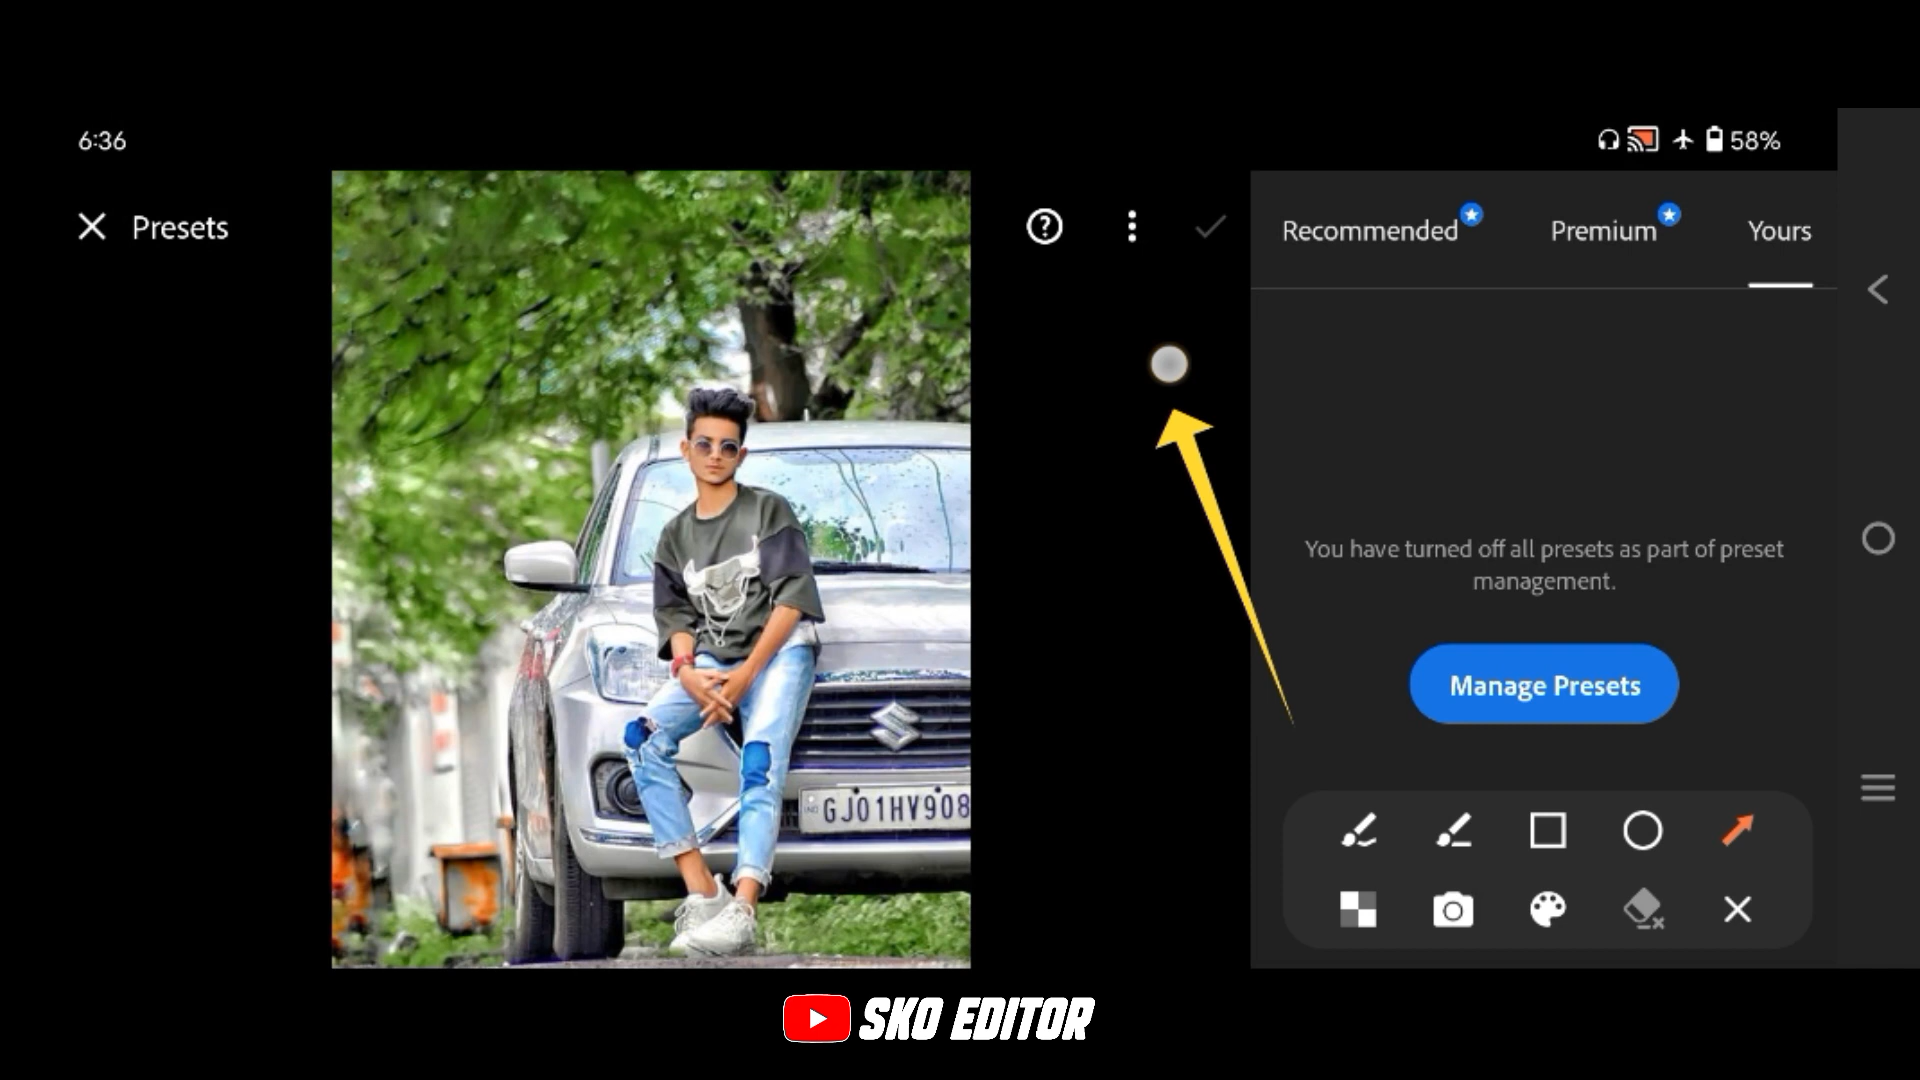 6:36
58%
Presets
Recommended
Premium
Yours
You have turned off all presets as part of preset
management.
Manage Presets
GJ01HV908
SKO EDITOR